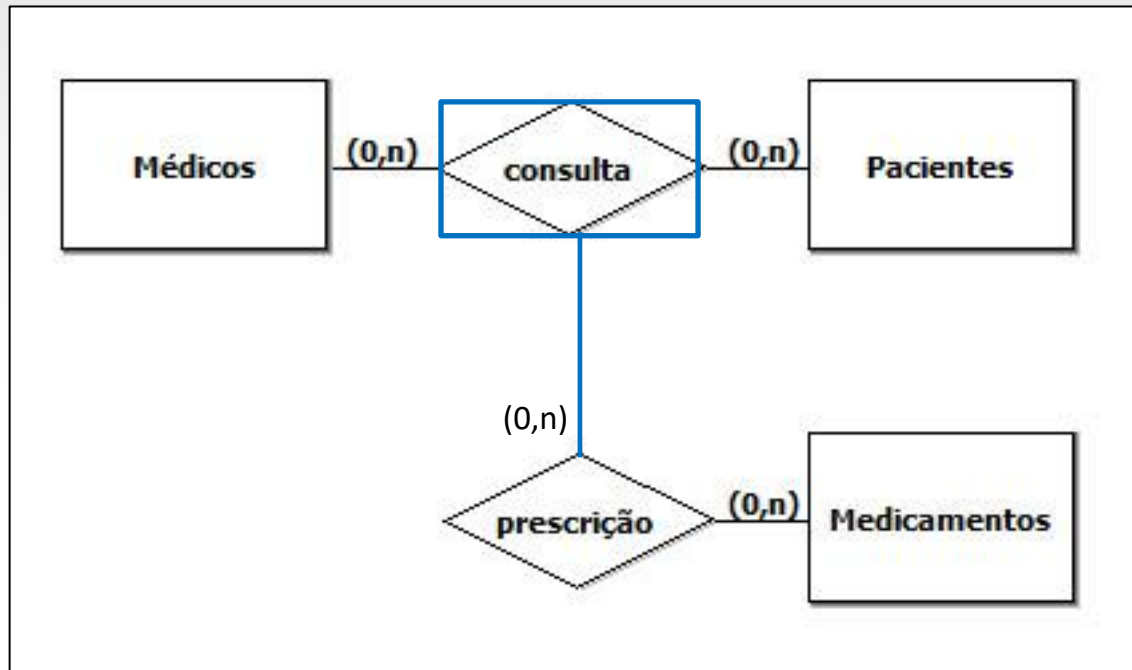 Médicos
(0,n)
consulta
(0,n)
Pacientes
(0,n)
prescrição
(0,n)
Medicamentos